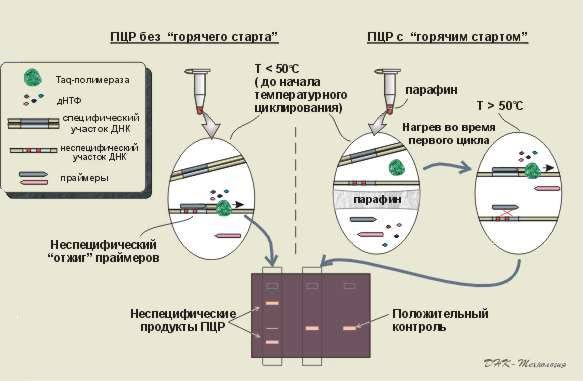 ПЦР без “горячего старта”
ПЦР с “горячим стартом”
Taq-полимераза
дНТФ
специфический
участок ДНК
неспецифический
участок ДНК
праймеры
T < 50°C
( до начала
температурного
циклирования)
парафин
T > 50°C
Нагрев во время
первого цикла
парафин
Неспецифический
“отжиг” праймеров
Неспецифические
продукты ПЦР
Положительный
контроль
ДНК-Технология